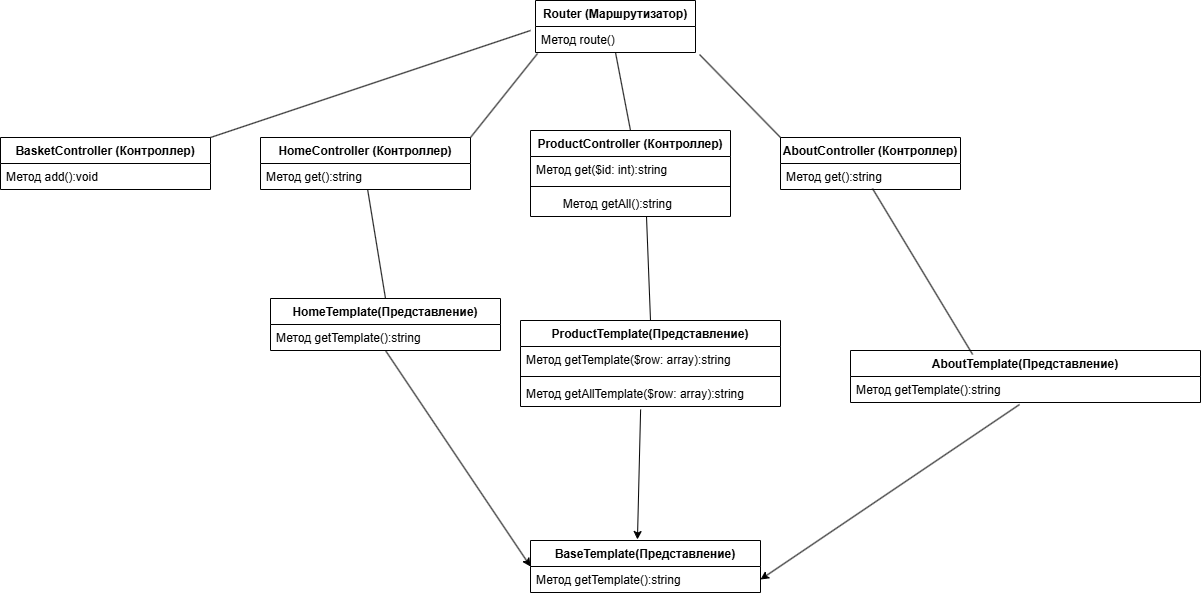 Router (Маршрутизатор)
Метод route()
BasketController (Контроллер)
Метод add():void
HomeController (Контроллер)
Метод get():string
ProductController (Контроллер)
Метод get($id: int):string
Метод getAll():string
AboutController (Контроллер)
Метод get():string
HomeTemplate(Представление)
Метод getTemplate():string
ProductTemplate(Представление)
Метод getTemplate($row: array):string
Метод getAllTemplate($row: array):string
AboutTemplate(Представление)
Метод getTemplate():string
BaseTemplate(Представление)
Метод getTemplate():string